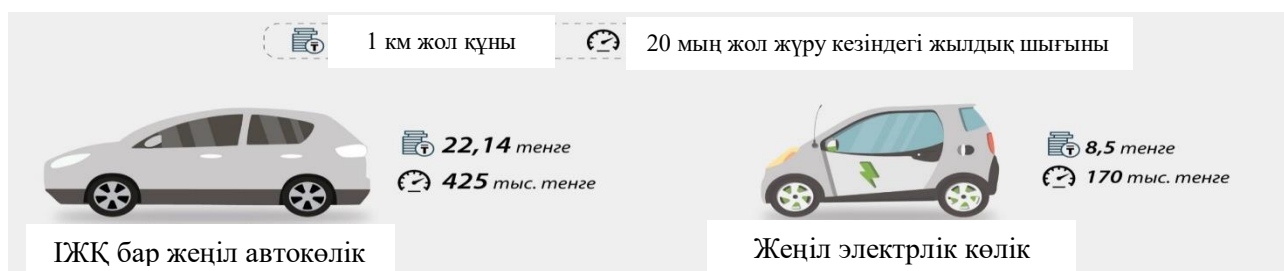 1 км жол құны
20 мың жол жүру кезіндегі жылдық шығыны
22,14 тенге
425 тыс. тенге
ІЖҚ бар жеңіл автокөлік
8,5 тенге
170 тыс. тенге
Жеңіл электрлік көлік